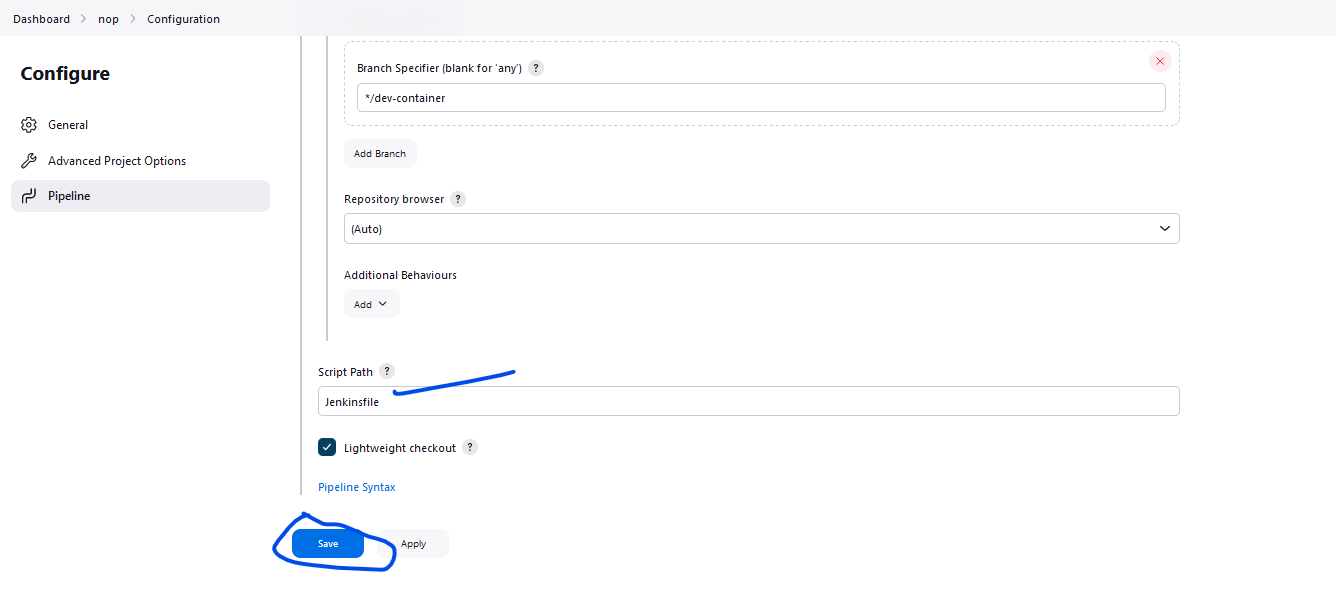 Dashboard > nop > Configuration
Configure
General
Advanced Project Options
Pipeline
Branch Specifier (blank for 'any') ?
*/dev-container
Add Branch
Repository browser ?
(Auto)
Additional Behaviours
Add
Script Path ?
Jenkinsfile
Lightweight checkout ?
Pipeline Syntax
Save Apply